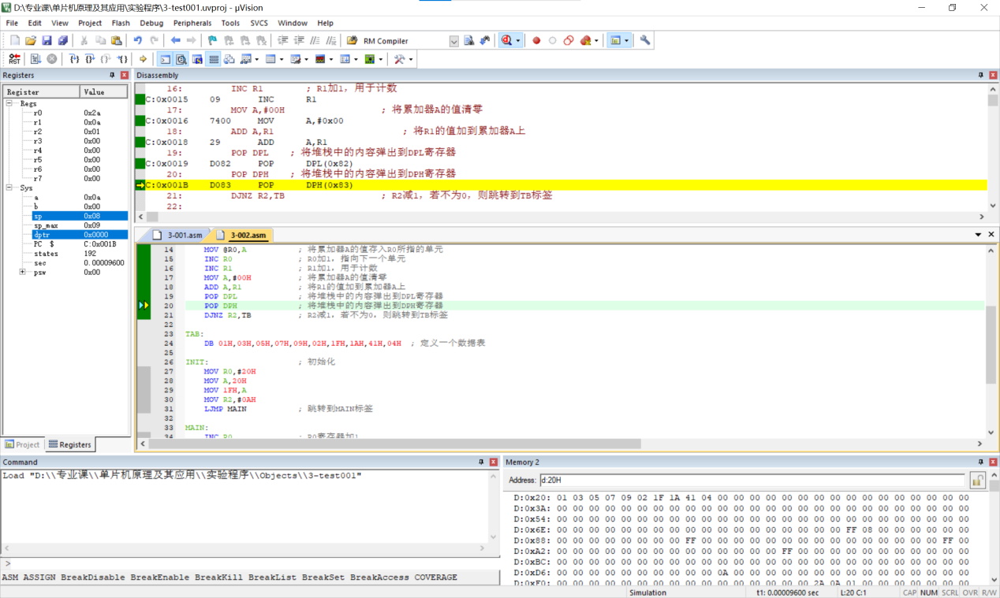 D:\专业课\单片机原理及其应用\实验程序\3-test001.uvproj - µVision
File Edit View Project Flash Debug Peripherals Tools SVCS Window Help
RM Compiler
RST
Registers
Register Value
Regs
r0 0x2a
r1 0x0a
r2 0x01
r3 0x00
r4 0x00
r5 0x00
r6 0x00
r7 0x00
Sys
a 0x0a
b 0x00
sp 0x08
sp_max 0x09
dptr 0x0000
PC $ C:0x001B
states 192
sec 0.00009600
psw 0x00
Project Registers
Disassembly
16: INC R1 ; R1加1，用于计数
C:0x0015 09 INC R1
17: MOV A,#00H ; 将累加器A的值清零
C:0x0016 7400 MOV A,#0x00
18: ADD A,R1 ; 将R1的值加到累加器A上
C:0x0018 29 ADD A,R1
19: POP DPL ; 将堆栈中的内容弹出到DPL寄存器
C:0x0019 D082 POP DPL(0x82)
20: POP DPH ; 将堆栈中的内容弹出到DPH寄存器
C:0x001B D083 POP DPH(0x83)
21: DJNZ R2,TB ; R2减1，若不为0，则跳转到TB标签
22:
3-001.asm 3-002.asm
14 MOV @R0,A ; 将累加器A的值存入R0所指的单元
15 INC R0 ; R0加1，指向下一个单元
16 INC R1 ; R1加1，用于计数
17 MOV A,#00H ; 将累加器A的值清零
18 ADD A,R1 ; 将R1的值加到累加器A上
19 POP DPL ; 将堆栈中的内容弹出到DPL寄存器
20 POP DPH ; 将堆栈中的内容弹出到DPH寄存器
21 DJNZ R2,TB ; R2减1，若不为0，则跳转到TB标签
22
23 TAB:
24 DB 01H,03H,05H,07H,09H,02H,1FH,1AH,41H,04H ; 定义一个数据表
25
26 INIT: ; 初始化
27 MOV R0,#20H
28 MOV A,20H
29 MOV 1FH,A
30 MOV R2,#0AH
31 LJMP MAIN ; 跳转到MAIN标签
32
33 MAIN:
34 INC R0 ; R0寄存器加1
Command
Load "D:\\专业课\\单片机原理及其应用\\实验程序\\Objects\\3-test001"
>
ASM ASSIGN BreakDisable BreakEnable BreakKill BreakList BreakSet BreakAccess COVERAGE
Memory 2
Address: d:20H
D:0x20: 01 03 05 07 09 02 1F 1A 41 04 00 00 00 00 00 00 00 00 00 00 00 00 00 00 00 00
D:0x3A: 00 00 00 00 00 00 00 00 00 00 00 00 00 00 00 00 00 00 00 00 00 00 00 00 00 00
D:0x54: 00 00 00 00 00 00 00 00 00 00 00 00 00 00 00 00 00 00 00 00 00 00 00 00 00 00
D:0x6E: 00 00 00 00 00 00 00 00 00 00 00 00 00 00 00 00 00 00 FF 08 00 00 00 00 00 00
D:0x88: 00 00 00 00 00 00 00 00 FF 00 00 00 00 00 00 00 00 00 00 00 00 00 00 00 FF 00
D:0xA2: 00 00 00 00 00 00 00 00 00 00 00 00 00 00 FF 00 00 00 00 00 00 00 00 00 00 00
D:0xBC: 00 00 00 00 00 00 00 00 00 00 00 00 00 00 00 00 00 00 00 00 00 00 00 00 00 00
D:0xD6: 00 00 00 00 00 00 00 00 00 00 0A 00 00 00 00 00 00 00 00 00 00 00 00 00 00 00
D:0xF0: 00 00 00 00 00 00 00 00 00 00 00 00 00 00 00 00 2A 0A 01 00 00 00 00 00 00 00
Simulation t1: 0.00009600 sec L:20 C:1 CAP NUM SCRL OVR R/W